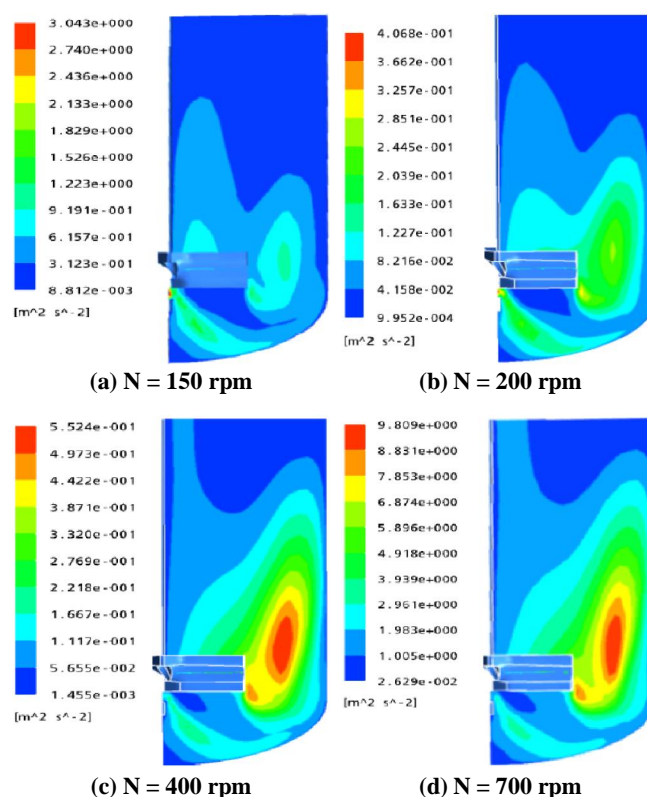 3.043e+000
2.740e+000
2.436e+000
2.133e+000
1.829e+000
1.526e+000
1.223e+000
9.191e-001
6.157e-001
3.123e-001
8.812e-003
[m^2 s^-2]
(a) N = 150 rpm
4.068e-001
3.662e-001
3.257e-001
2.851e-001
2.445e-001
2.039e-001
1.633e-001
1.227e-001
8.216e-002
4.158e-002
9.952e-004
[m^2 s^-2]
(b) N = 200 rpm
5.524e-001
4.973e-001
4.422e-001
3.871e-001
3.320e-001
2.769e-001
2.218e-001
1.667e-001
1.117e-001
5.655e-002
1.455e-003
[m^2 s^-2]
(c) N = 400 rpm
9.809e+000
8.831e+000
7.853e+000
6.874e+000
5.896e+000
4.918e+000
3.939e+000
2.961e+000
1.983e+000
1.005e+000
2.629e-002
[m^2 s^-2]
(d) N = 700 rpm